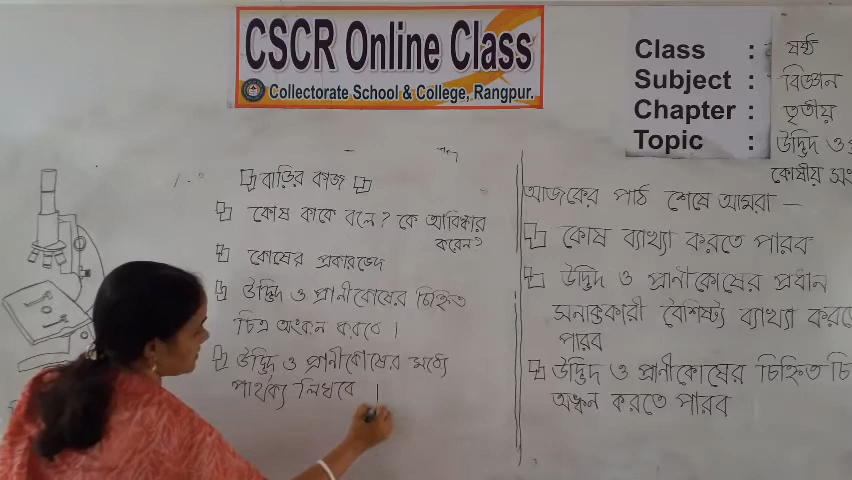 CSCR Online Class
Collectorate School & College, Rangpur.
Class : ষষ্ঠ
Subject : বিজ্ঞান
Chapter : তৃতীয়
Topic : উদ্ভিদ ও
কোষীয়
বাড়ির কাজ
কোষ কাকে বলে? কে আবিষ্কার
করেন?
কোষের প্রকারভেদ
উদ্ভিদ ও প্রাণীকোষের চিহ্নিত
চিত্র অংকন করবে।
উদ্ভিদ ও প্রাণীকোষের মধ্যে
পার্থক্য লিখবে।
আজকের পাঠ শেষে আমরা —
কোষ ব্যাখ্যা করতে পারব
উদ্ভিদ ও প্রাণীকোষের প্রধান
সনাক্তকারী বৈশিষ্ট্য ব্যাখ্যা করতে
পারব
উদ্ভিদ ও প্রাণীকোষের চিহ্নিত চি
অঙ্কন করতে পারব